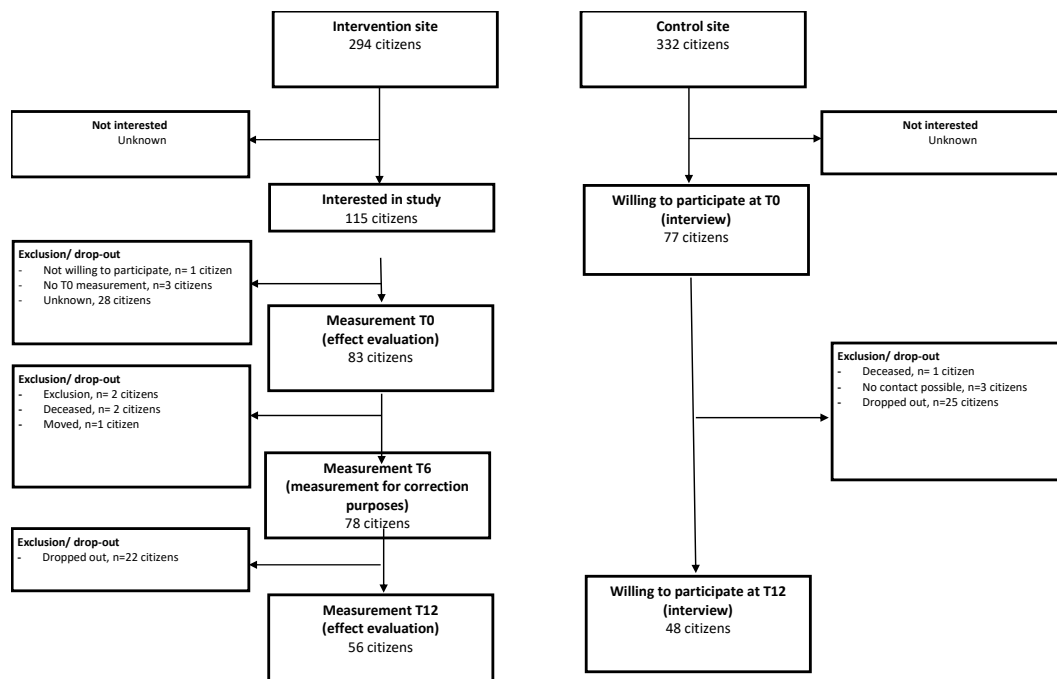 Intervention site
294 citizens
Control site
332 citizens
Not interested
Unknown
Not interested
Unknown
Interested in study
115 citizens
Willing to participate at T0
(interview)
77 citizens
Exclusion/ drop-out
- Not willing to participate, n= 1 citizen
- No T0 measurement, n=3 citizens
- Unknown, 28 citizens
Measurement T0
(effect evaluation)
83 citizens
Exclusion/ drop-out
- Deceased, n= 1 citizen
- No contact possible, n=3 citizens
- Dropped out, n=25 citizens
Exclusion/ drop-out
- Exclusion, n= 2 citizens
- Deceased, n= 2 citizens
- Moved, n=1 citizen
Measurement T6
(measurement for correction
purposes)
78 citizens
Exclusion/ drop-out
- Dropped out, n=22 citizens
Measurement T12
(effect evaluation)
56 citizens
Willing to participate at T12
(interview)
48 citizens